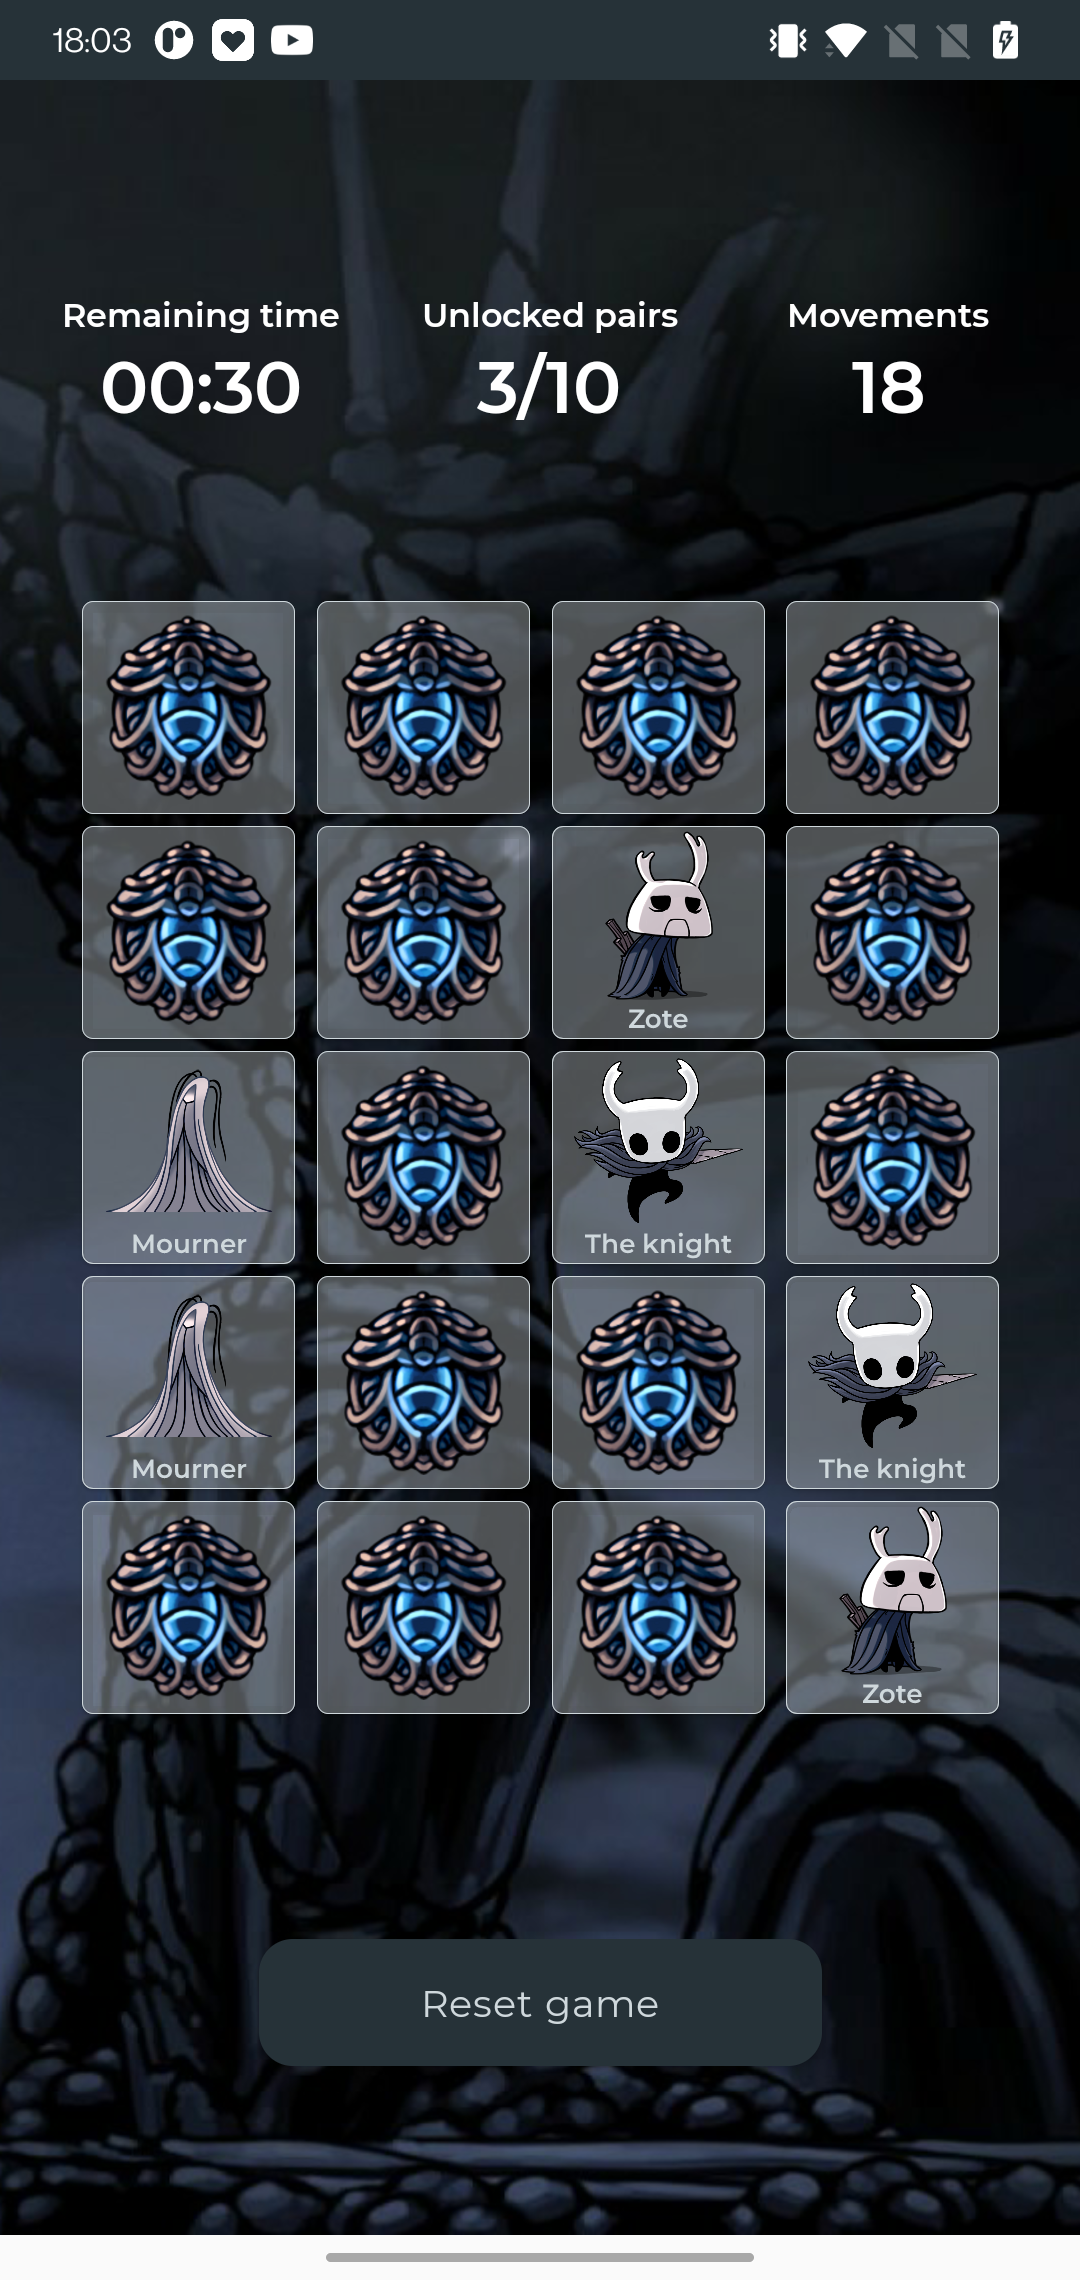 18:03
Remaining time
00:30
Unlocked pairs
3/10
Movements
18
Zote
Mourner
The knight
Mourner
The knight
Zote
Reset game